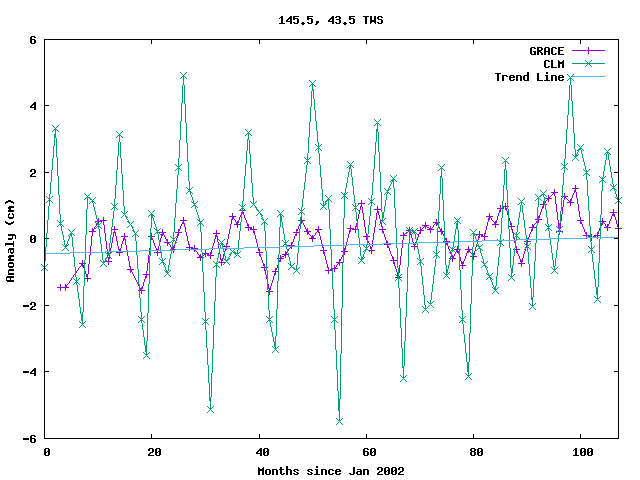 145.5, 43.5 TWS
GRACE
CLM
Trend Line
6
4
2
0
-2
-4
-6
Anomaly (cm)
0 20 40 60 80 100
Months since Jan 2002